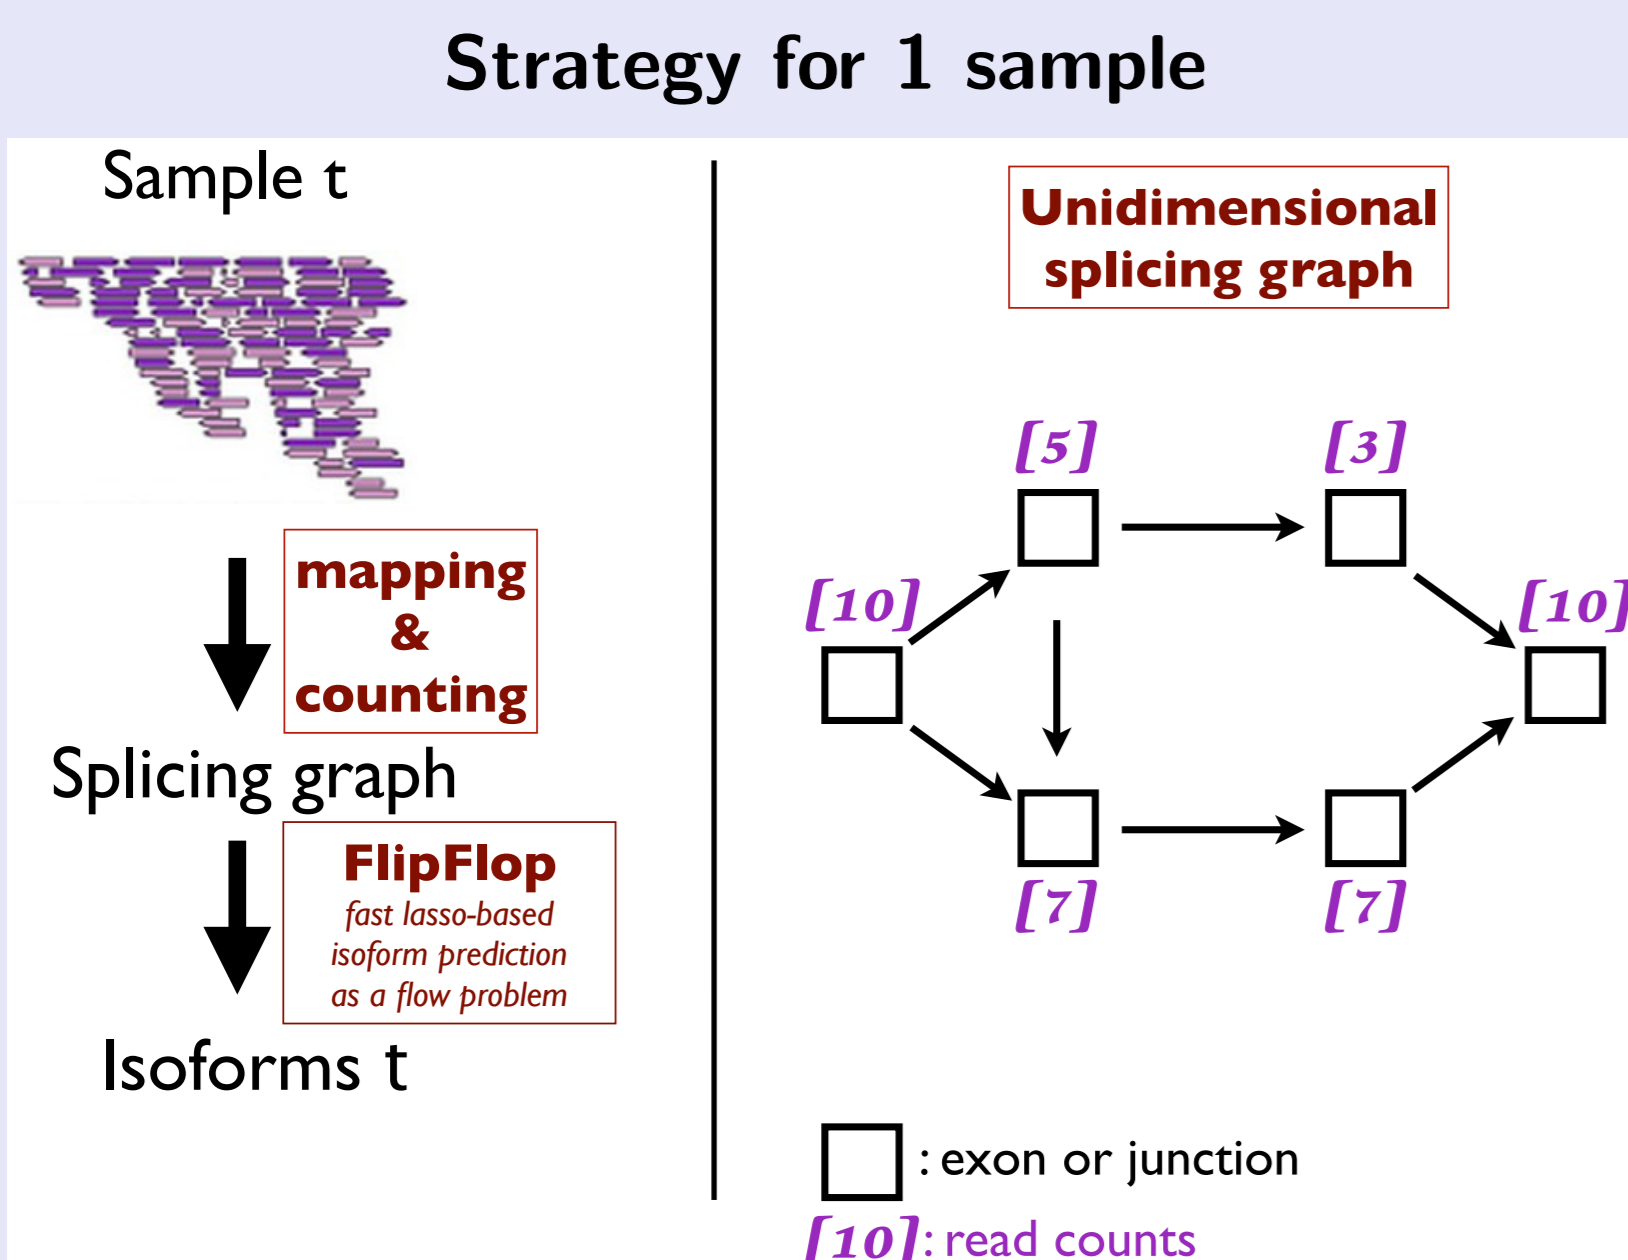 Strategy for 1 sample
Sample t
mapping
&
counting
Splicing graph
FlipFlop
fast lasso-based
isoform prediction
as a flow problem
Isoforms t
Unidimensional
splicing graph
[5]
[3]
[10]
[10]
[7]
[7]
: exon or junction
[10]: read counts